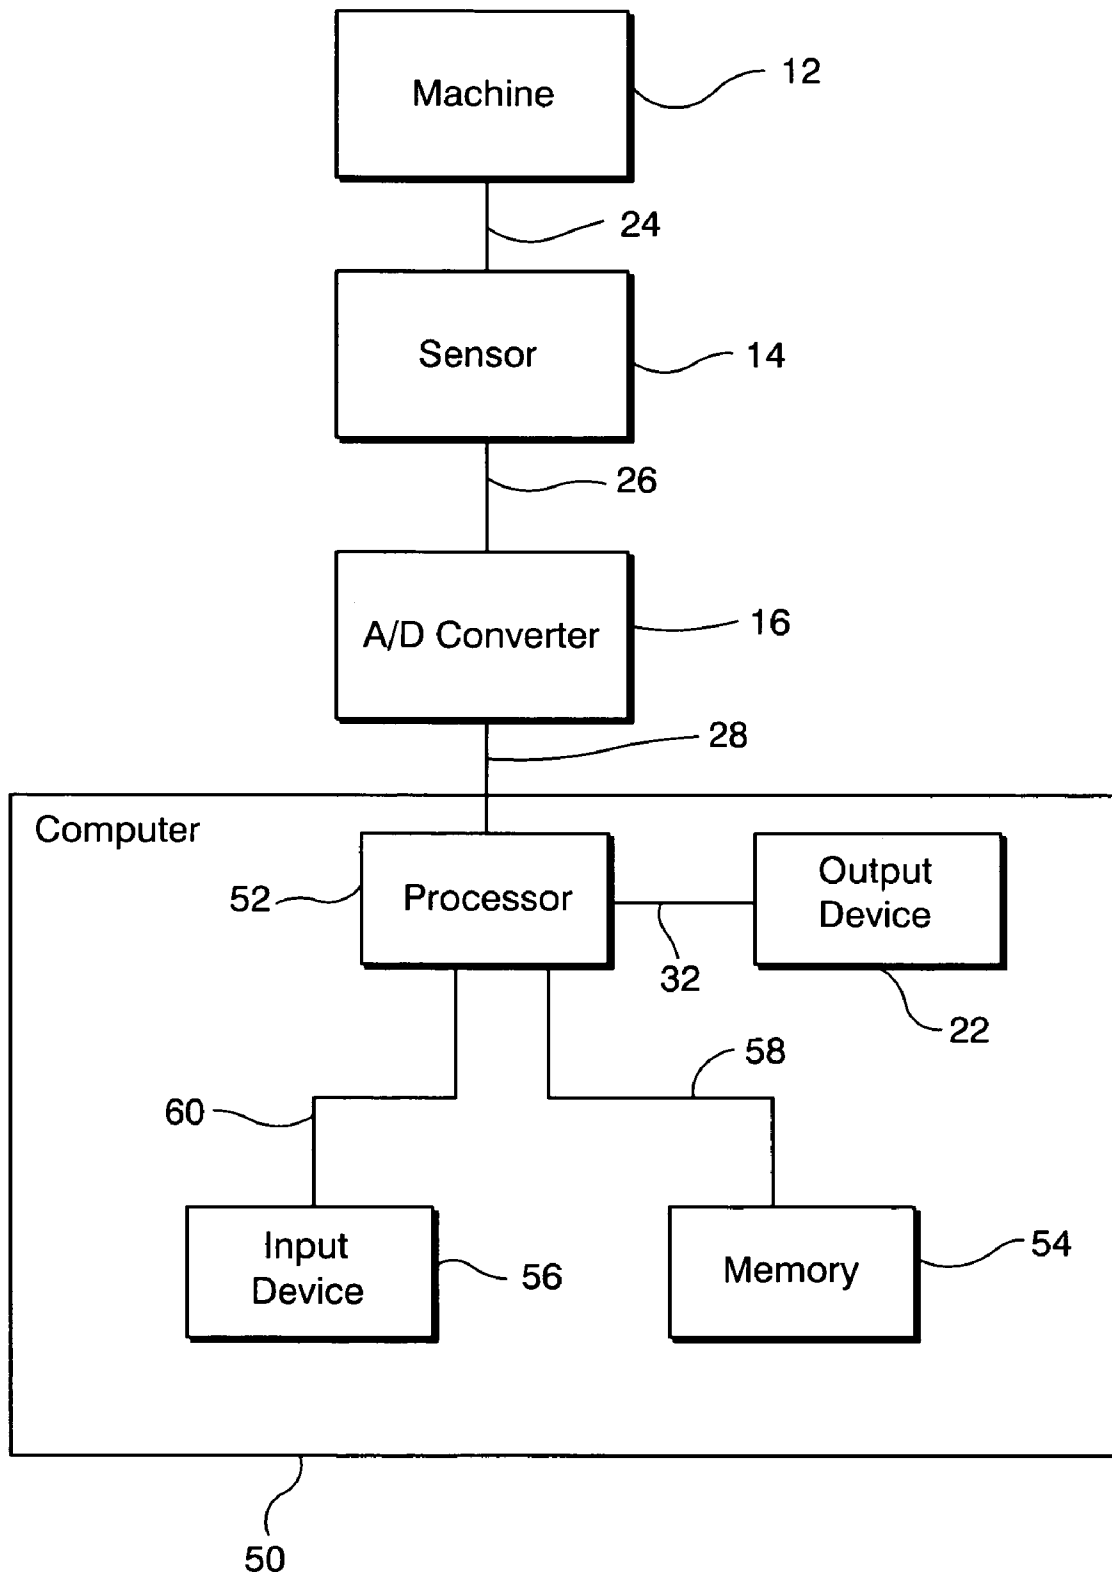 Machine
12
24
Sensor
14
26
A/D Converter
16
28
Computer
52
Processor
Output
Device
32
22
58
60
Input
Device
56
Memory
54
50